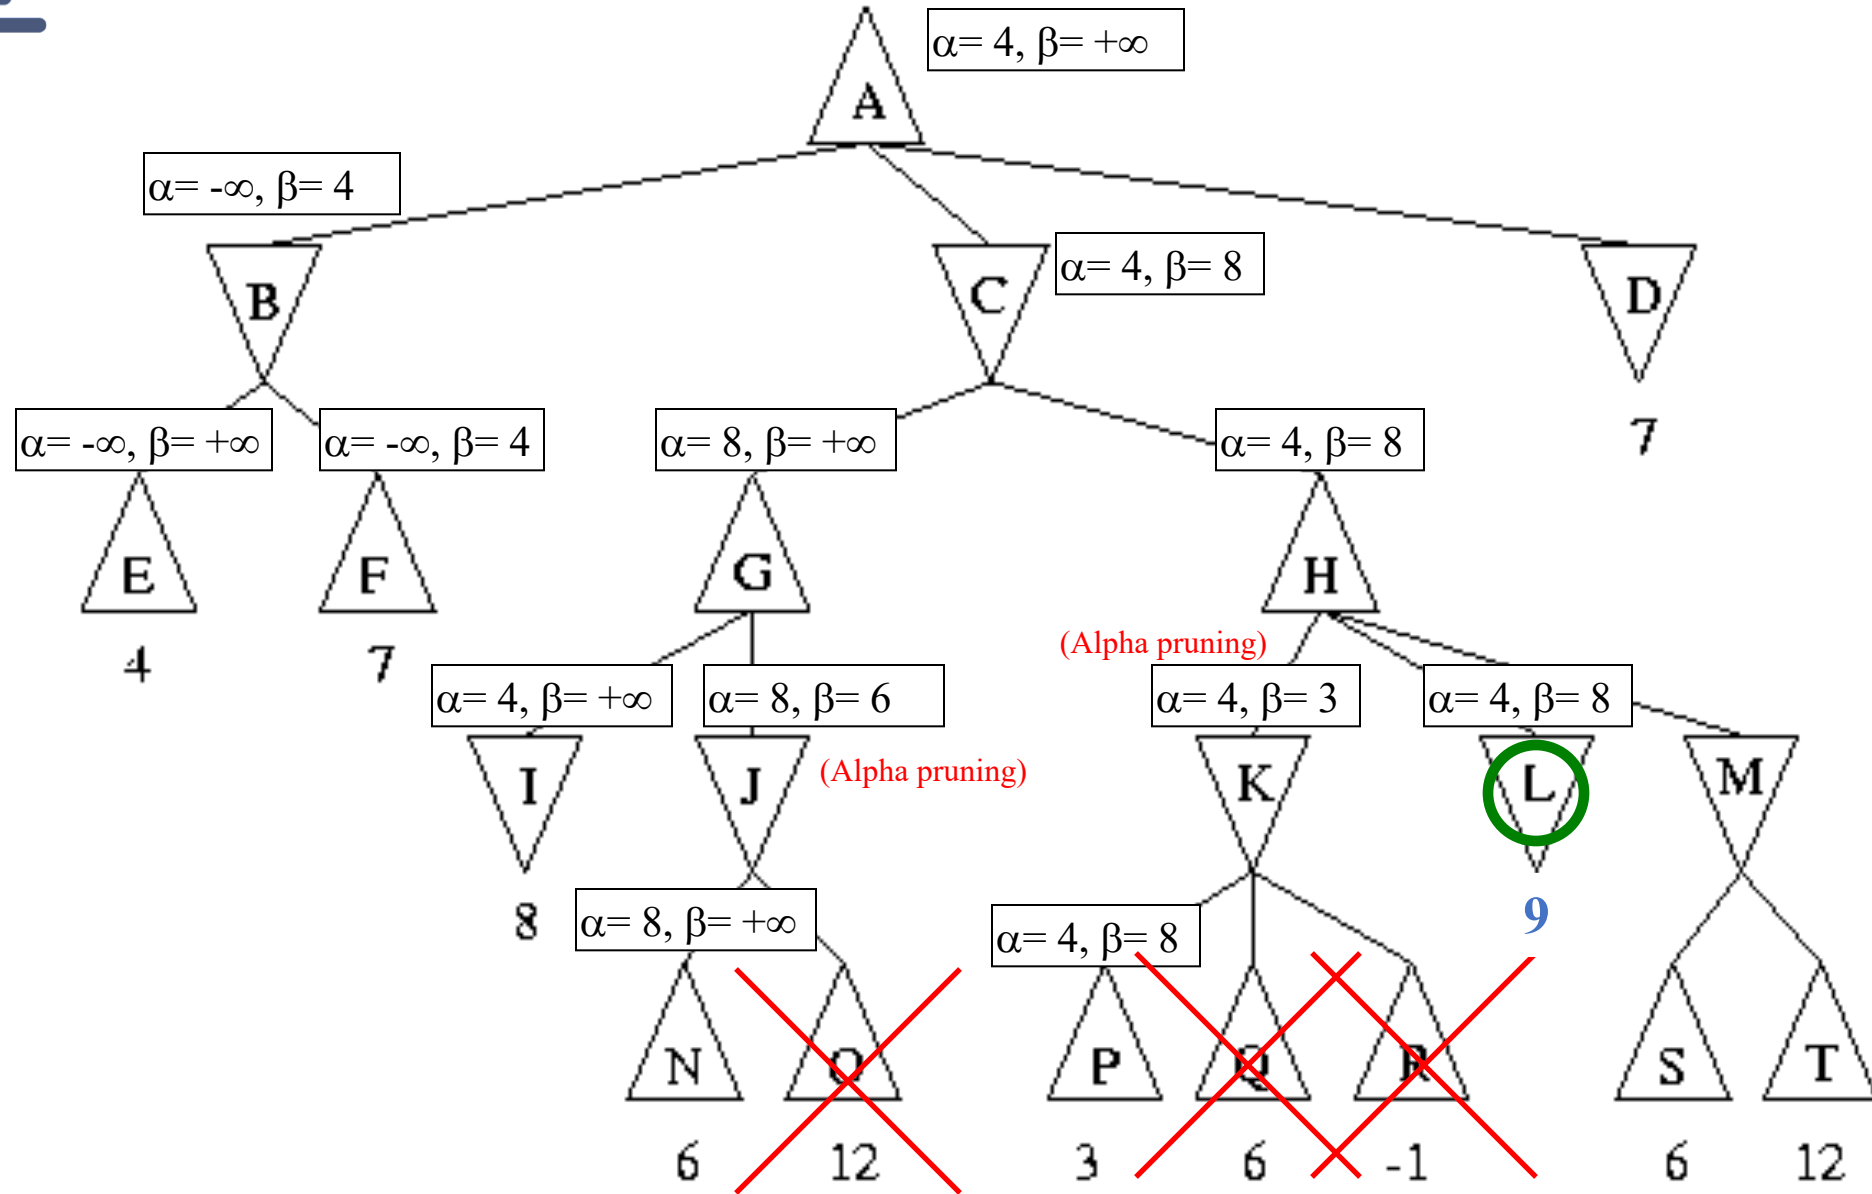 α= 4, β= +∞
A
α= -∞, β= 4
B
α= 4, β= 8
C
D
7
α= -∞, β= +∞
α= -∞, β= 4
α= 8, β= +∞
α= 4, β= 8
E
F
G
H
4
7
(Alpha pruning)
α= 4, β= +∞
α= 8, β= 6
α= 4, β= 3
α= 4, β= 8
I
J
(Alpha pruning)
K
L
M
8
α= 8, β= +∞
α= 4, β= 8
9
N
O
P
Q
R
S
T
6
12
3
6
-1
6
12